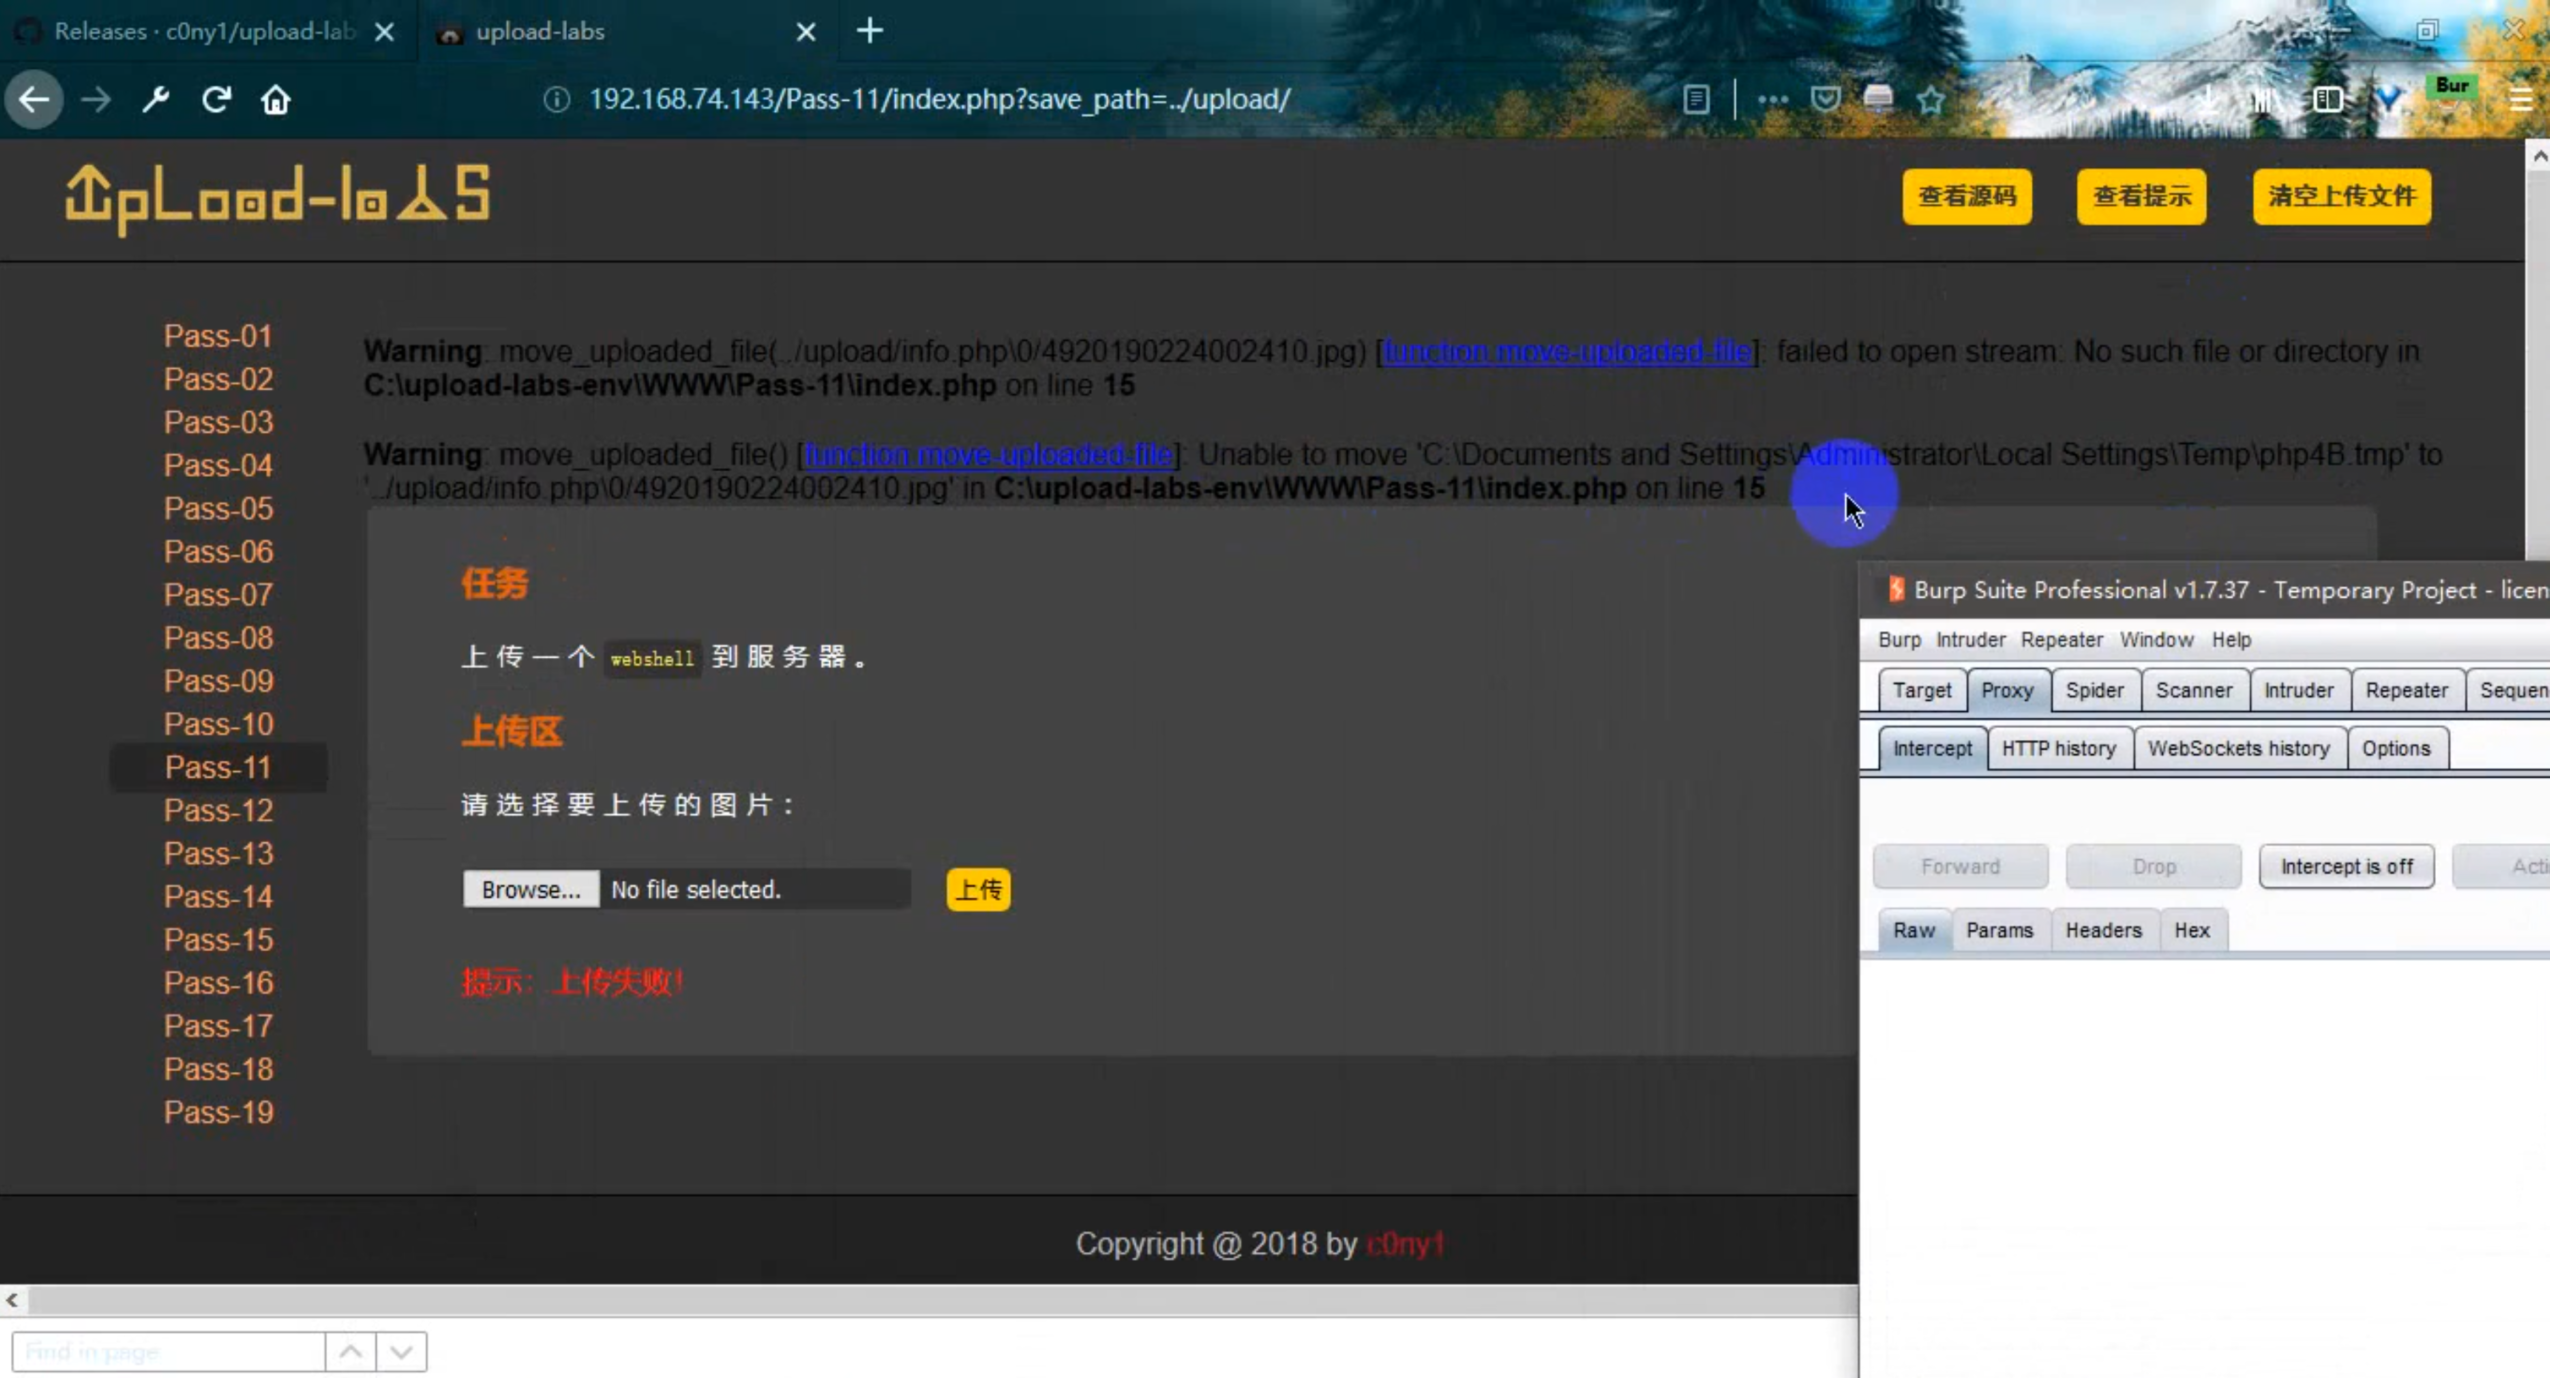 Releases · c0ny1/upload-lab
upload-labs
192.168.74.143/Pass-11/index.php?save_path=../upload/
Bur
UpLood-labS
查看源码
查看提示
清空上传文件
Pass-01
Pass-02
Pass-03
Pass-04
Pass-05
Pass-06
Pass-07
Pass-08
Pass-09
Pass-10
Pass-11
Pass-12
Pass-13
Pass-14
Pass-15
Pass-16
Pass-17
Pass-18
Pass-19
Warning: move_uploaded_file(../upload/info.php\0/4920190224002410.jpg) [function.move-uploaded-file]: failed to open stream: No such file or directory in
C:\upload-labs-env\WWW\Pass-11\index.php on line 15
Warning: move_uploaded_file() [function.move-uploaded-file]: Unable to move 'C:\Documents and Settings\Administrator\Local Settings\Temp\php4B.tmp' to
'../upload/info.php\0/4920190224002410.jpg' in C:\upload-labs-env\WWW\Pass-11\index.php on line 15
任务
上传一个 webshell 到服务器。
上传区
请选择要上传的图片：
Browse... No file selected. 上传
提示：上传失败！
Copyright @ 2018 by c0ny1
Find in page
Burp Suite Professional v1.7.37 - Temporary Project - licen
Burp Intruder Repeater Window Help
Target Proxy Spider Scanner Intruder Repeater Sequen
Intercept HTTP history WebSockets history Options
Forward Drop Intercept is off Acti
Raw Params Headers Hex